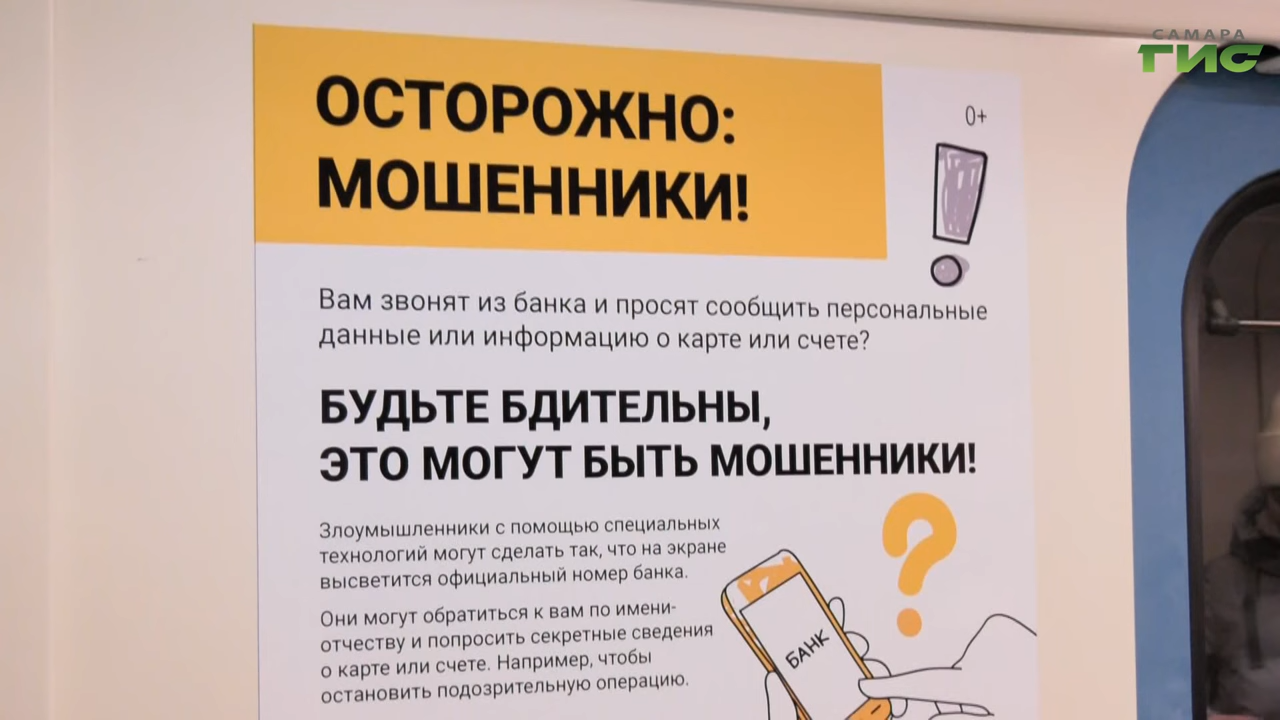 САМАРА
ГИС
ОСТОРОЖНО:
МОШЕННИКИ!
0+
Вам звонят из банка и просят сообщить персональные
данные или информацию о карте или счете?
БУДЬТЕ БДИТЕЛЬНЫ,
ЭТО МОГУТ БЫТЬ МОШЕННИКИ!
Злоумышленники с помощью специальных
технологий могут сделать так, что на экране
высветится официальный номер банка.
Они могут обратиться к вам по имени-
отчеству и попросить секретные сведения
о карте или счете. Например, чтобы
остановить подозрительную операцию.
БАНК